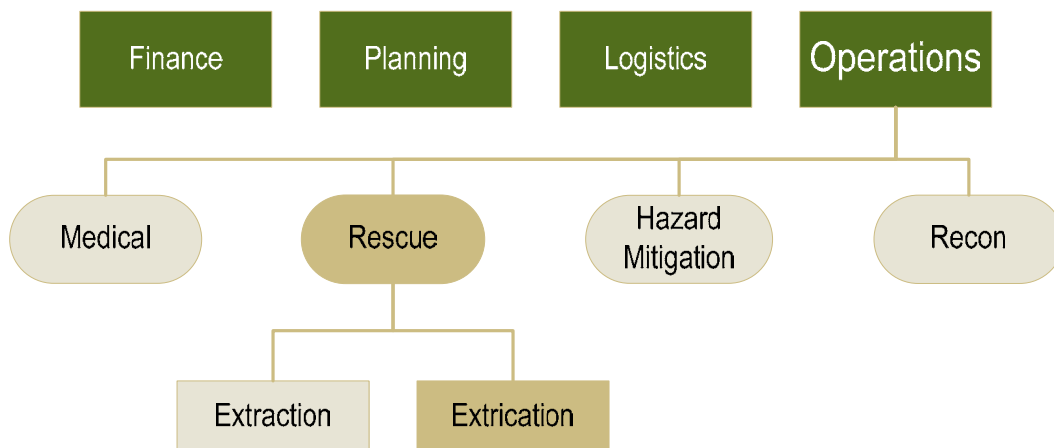 Finance
Planning
Logistics
Operations
Medical
Rescue
Hazard
Mitigation
Recon
Extraction
Extrication